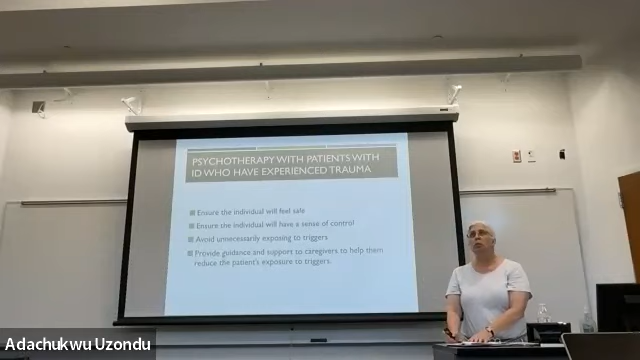 PSYCHOTHERAPY WITH PATIENTS WITH
ID WHO HAVE EXPERIENCED TRAUMA
Ensure the individual will feel safe
Ensure the individual will have a sense of control
Avoid unnecessarily exposing to triggers
Provide guidance and support to caregivers to help them
reduce the patient's exposure to triggers.
Adachukwu Uzondu